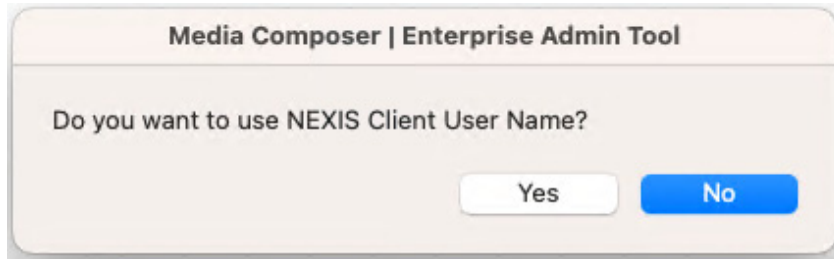 Media Composer | Enterprise Admin Tool
Do you want to use NEXIS Client User Name?
Yes
No